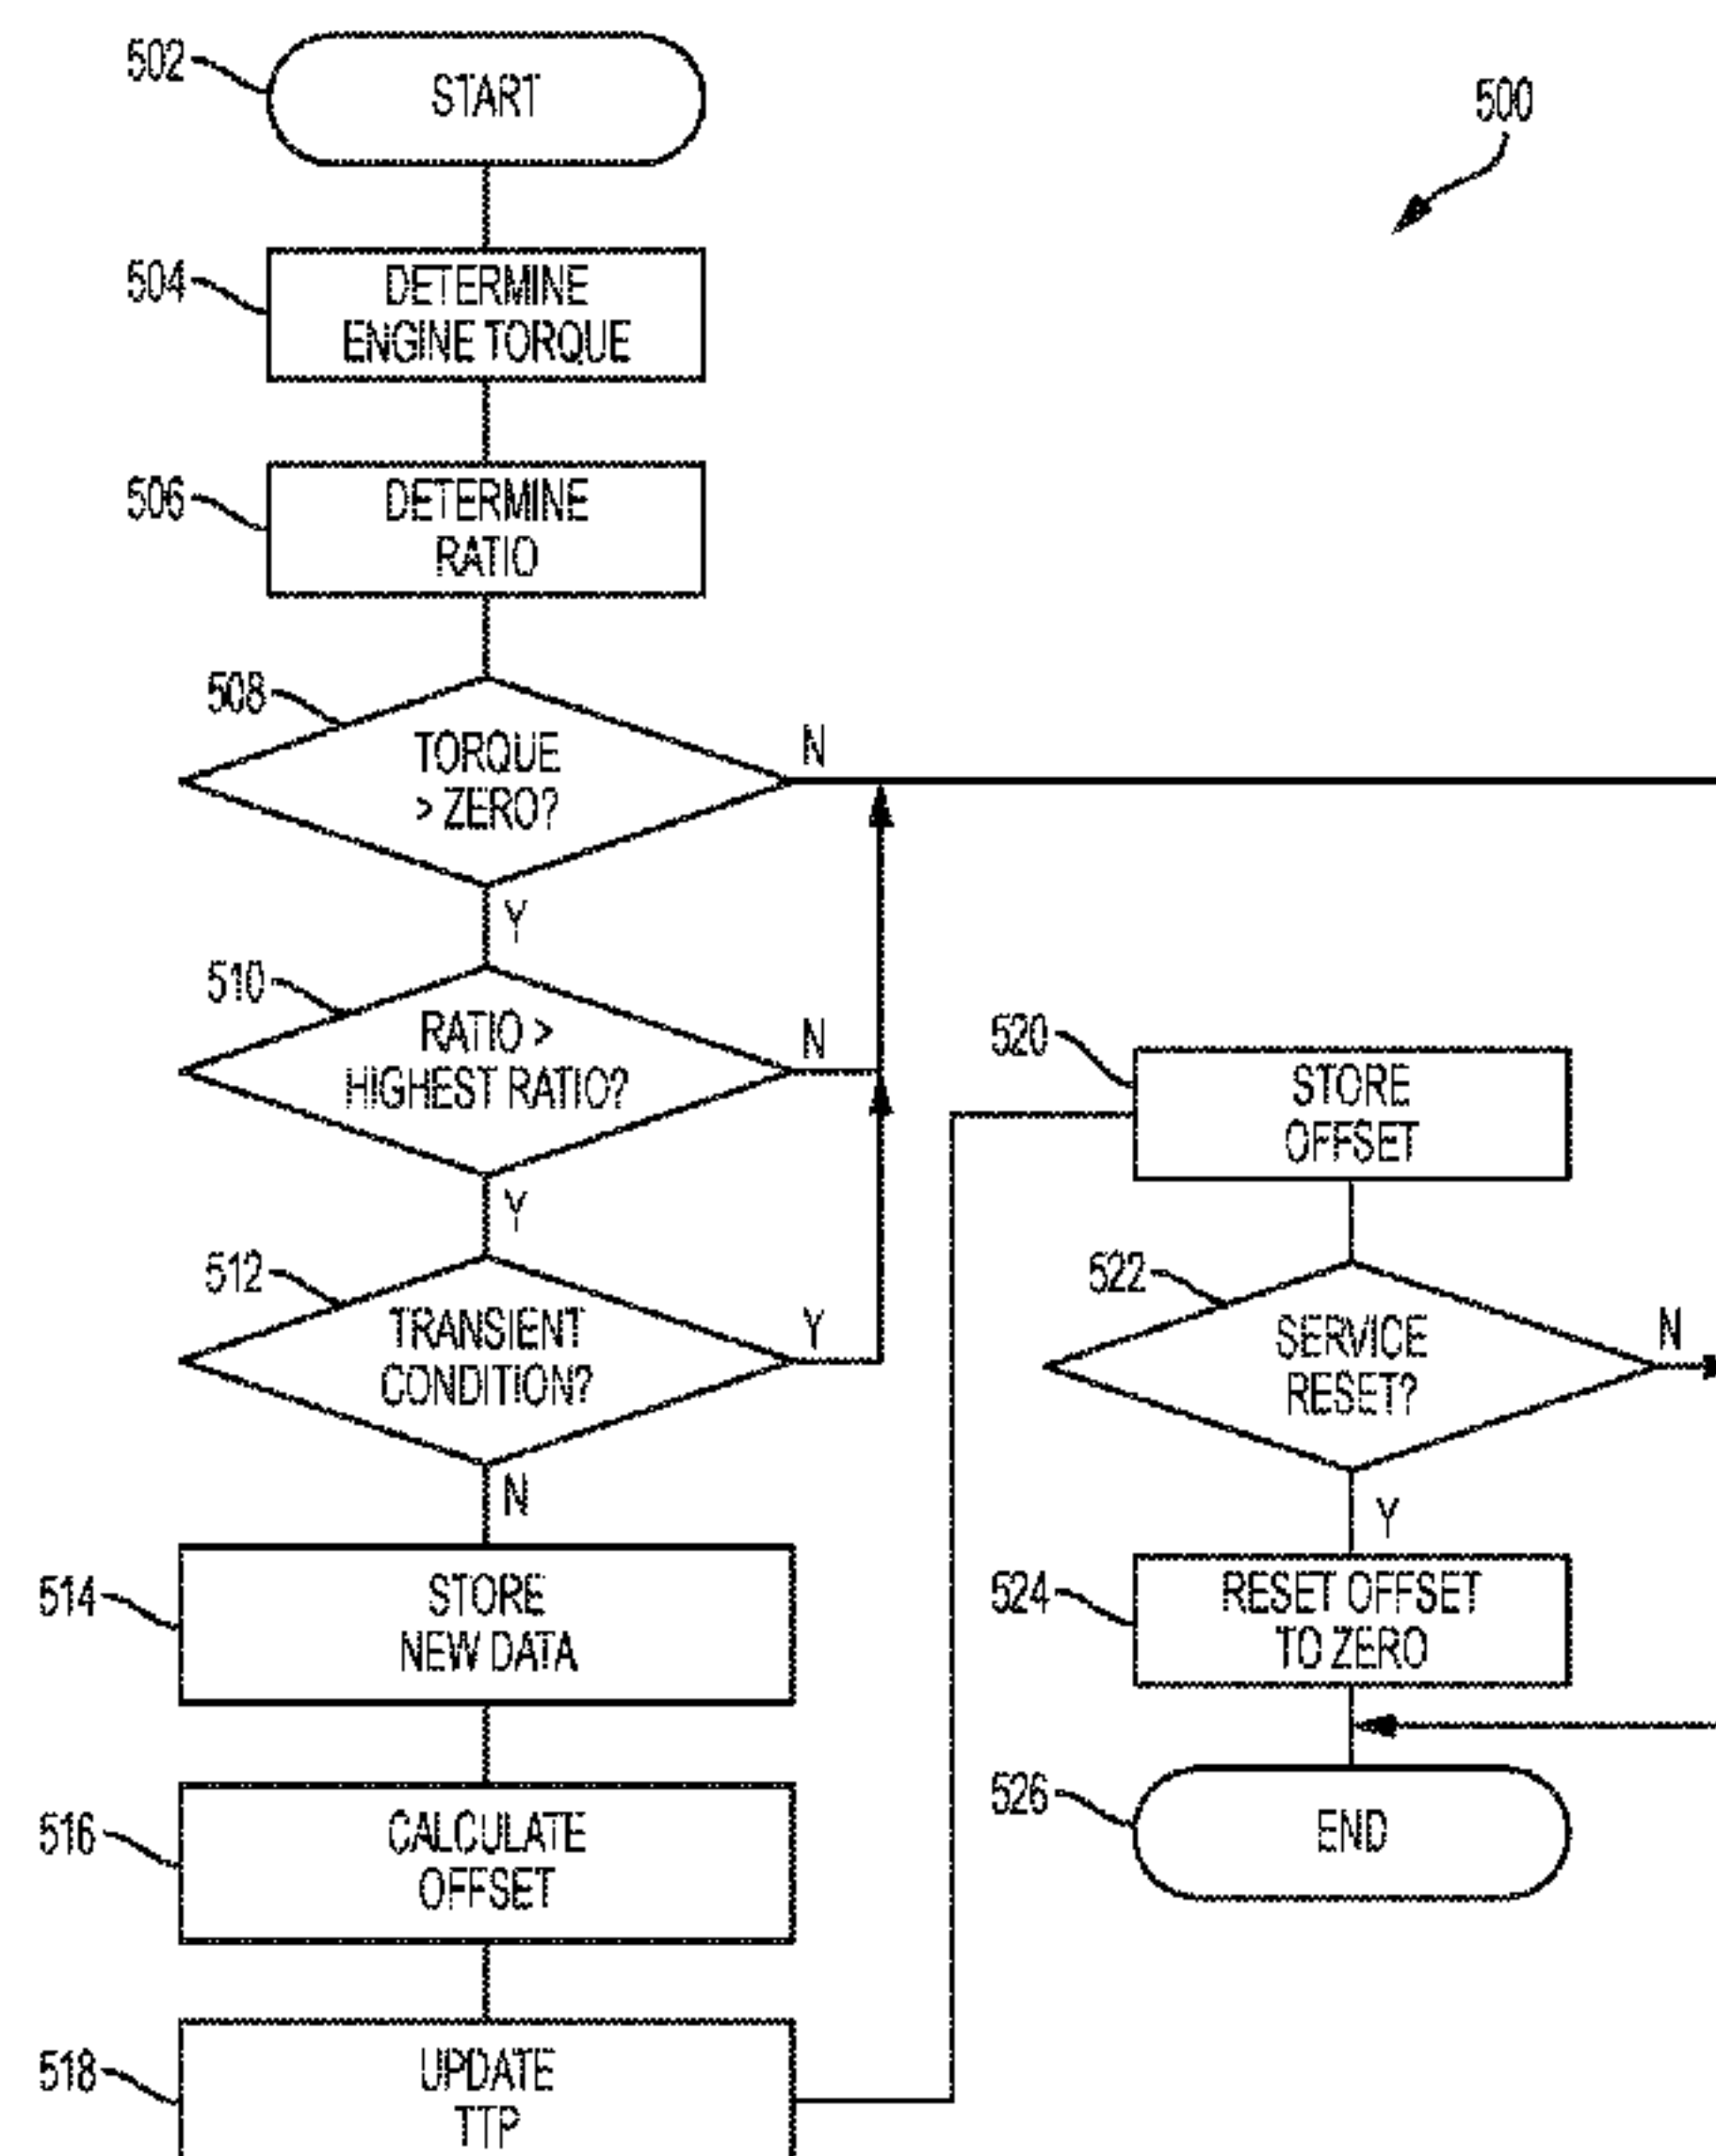 502
START
500
504
DETERMINE
ENGINE TORQUE
506
DETERMINE
RATIO
508
TORQUE
> ZERO?
N
Y
510
RATIO >
HIGHEST RATIO?
N
Y
512
TRANSIENT
CONDITION?
Y
N
514
STORE
NEW DATA
516
CALCULATE
OFFSET
518
UPDATE
TTP
520
STORE
OFFSET
522
SERVICE
RESET?
N
Y
524
RESET OFFSET
TO ZERO
526
END